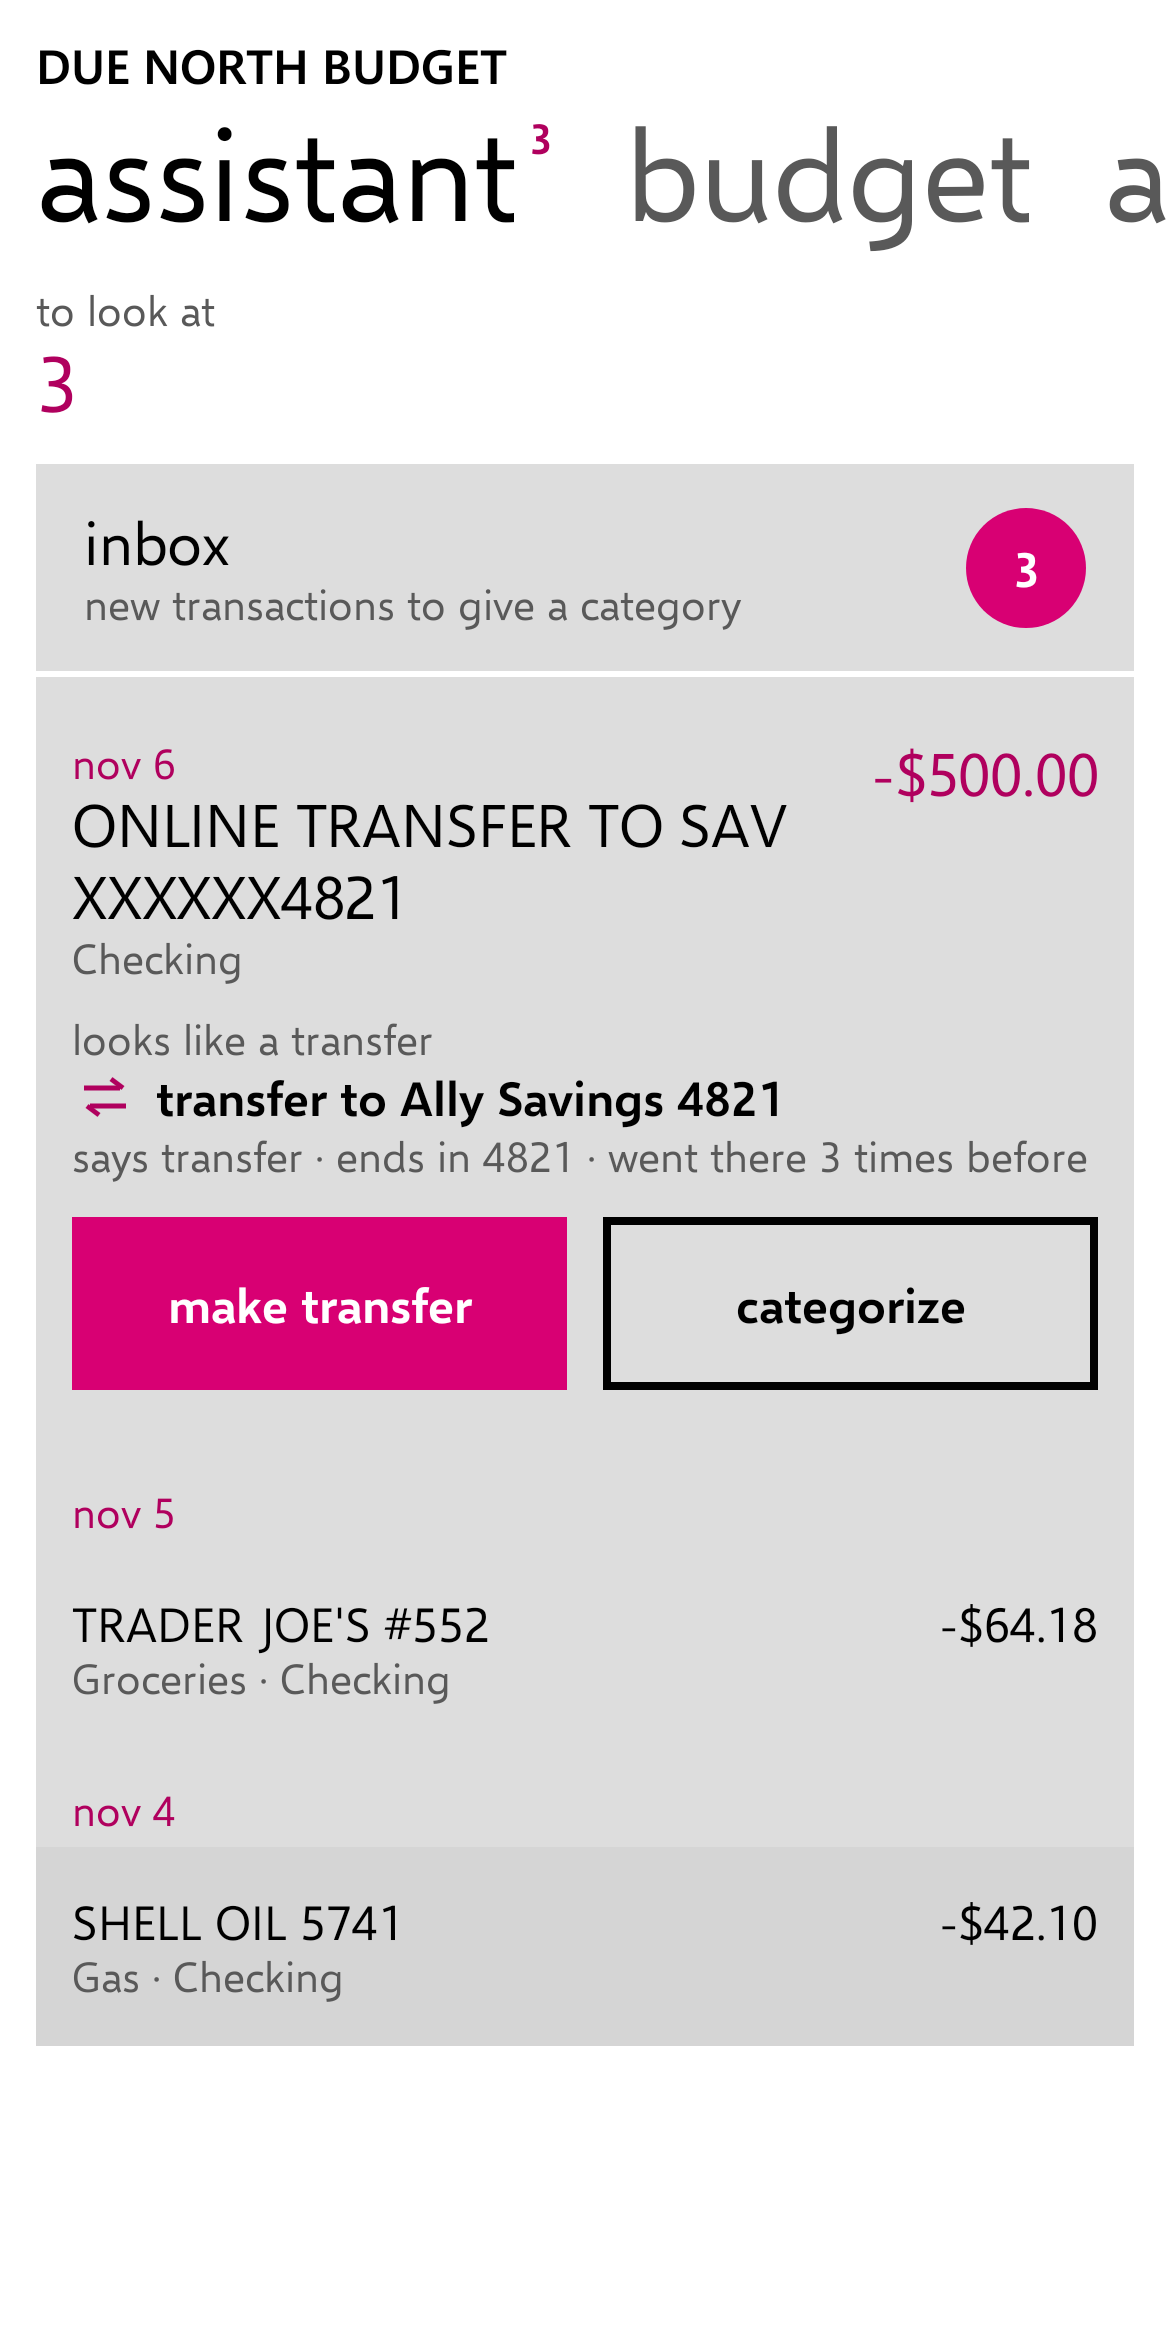 DUE NORTH BUDGET
assistant 3 budget a
to look at
3
inbox
3
new transactions to give a category
nov 6
-$500.00
ONLINE TRANSFER TO SAV
XXXXXX4821
Checking
looks like a transfer
transfer to Ally Savings 4821
says transfer · ends in 4821 · went there 3 times before
make transfer categorize
nov 5
TRADER JOE'S #552 -$64.18
Groceries · Checking
nov 4
SHELL OIL 5741 -$42.10
Gas · Checking